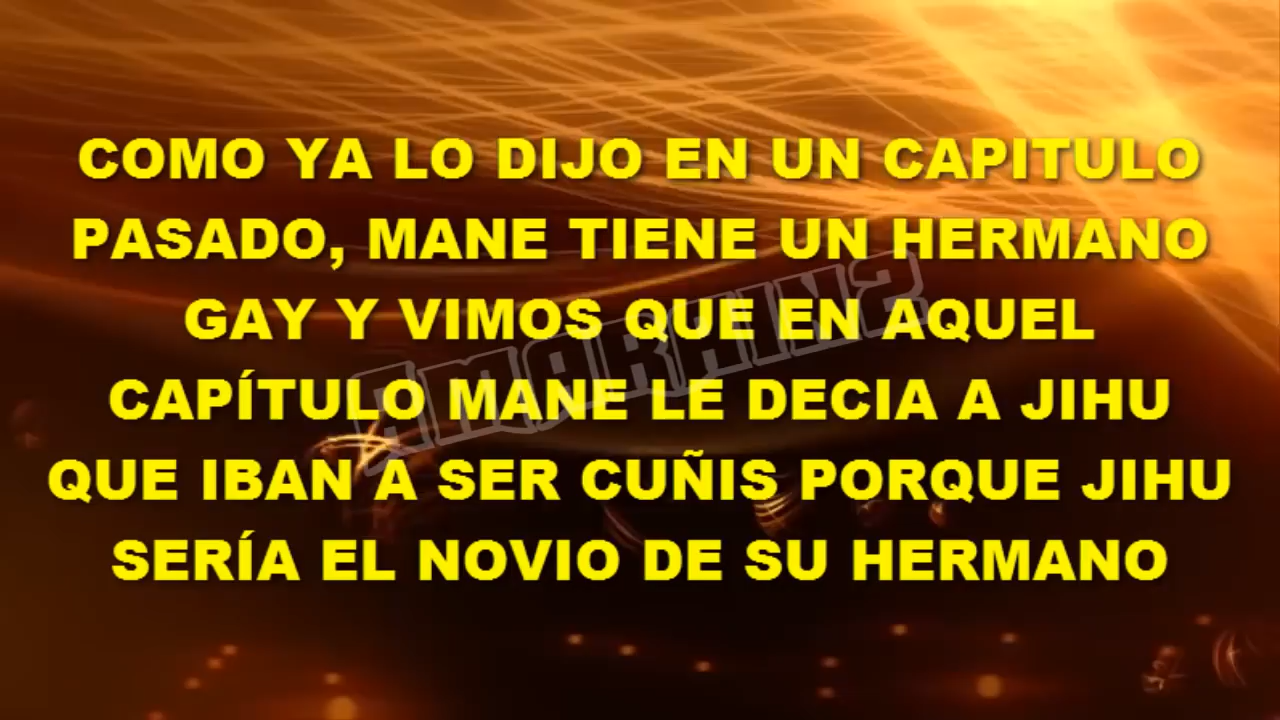 COMO YA LO DIJO EN UN CAPITULO
PASADO, MANE TIENE UN HERMANO
GAY Y VIMOS QUE EN AQUEL
CAPÍTULO MANE LE DECIA A JIHU
QUE IBAN A SER CUÑIS PORQUE JIHU
SERÍA EL NOVIO DE SU HERMANO
AMARAIN2